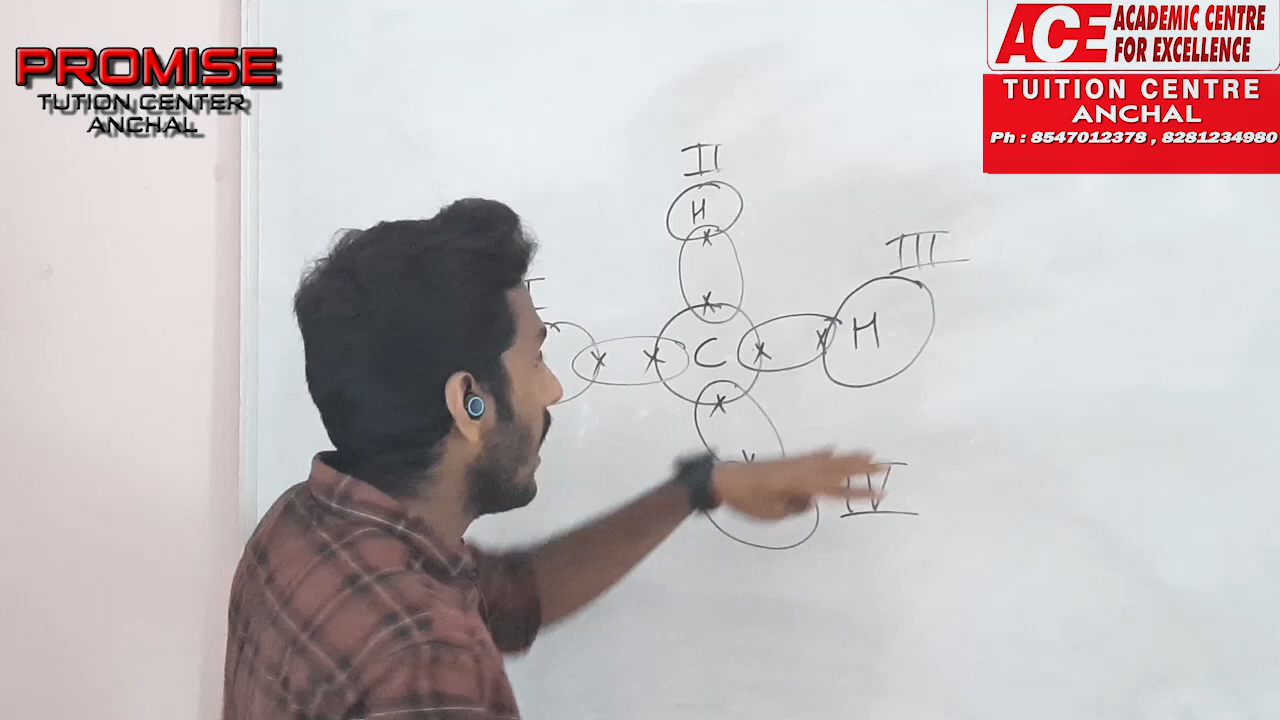 PROMISE
TUTION CENTER
ANCHAL
ACE ACADEMIC CENTRE
FOR EXCELLENCE
TUITION CENTRE
ANCHAL
Ph : 8547012378 , 8281234980
II
H
III
I
C
H
IV